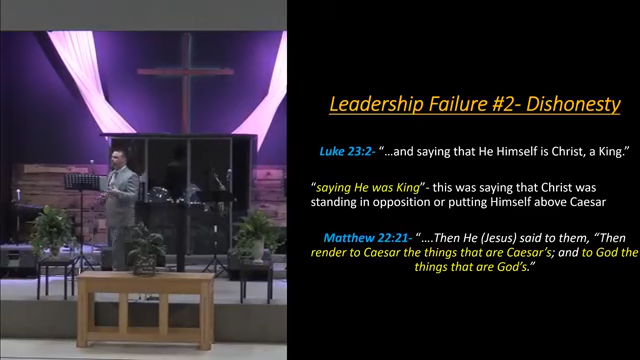 Leadership Failure #2- Dishonesty
Luke 23:2- “…and saying that He Himself is Christ, a King.”
“saying He was King”- this was saying that Christ was
standing in opposition or putting Himself above Caesar
Matthew 22:21- “….Then He (Jesus) said to them, “Then
render to Caesar the things that are Caesar’s; and to God the
things that are God’s.”